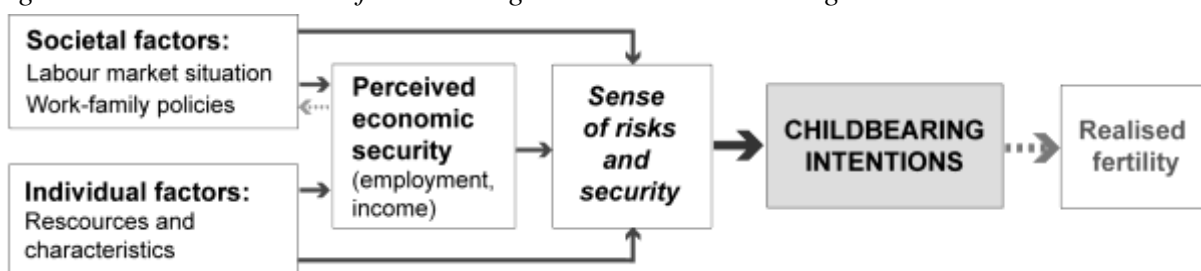 Societal factors:
Labour market situation
Work-family policies
Individual factors:
Rescources and
characteristics
Perceived
economic
security
(employment,
income)
Sense
of risks
and
security
CHILDBEARING
INTENTIONS
Realised
fertility